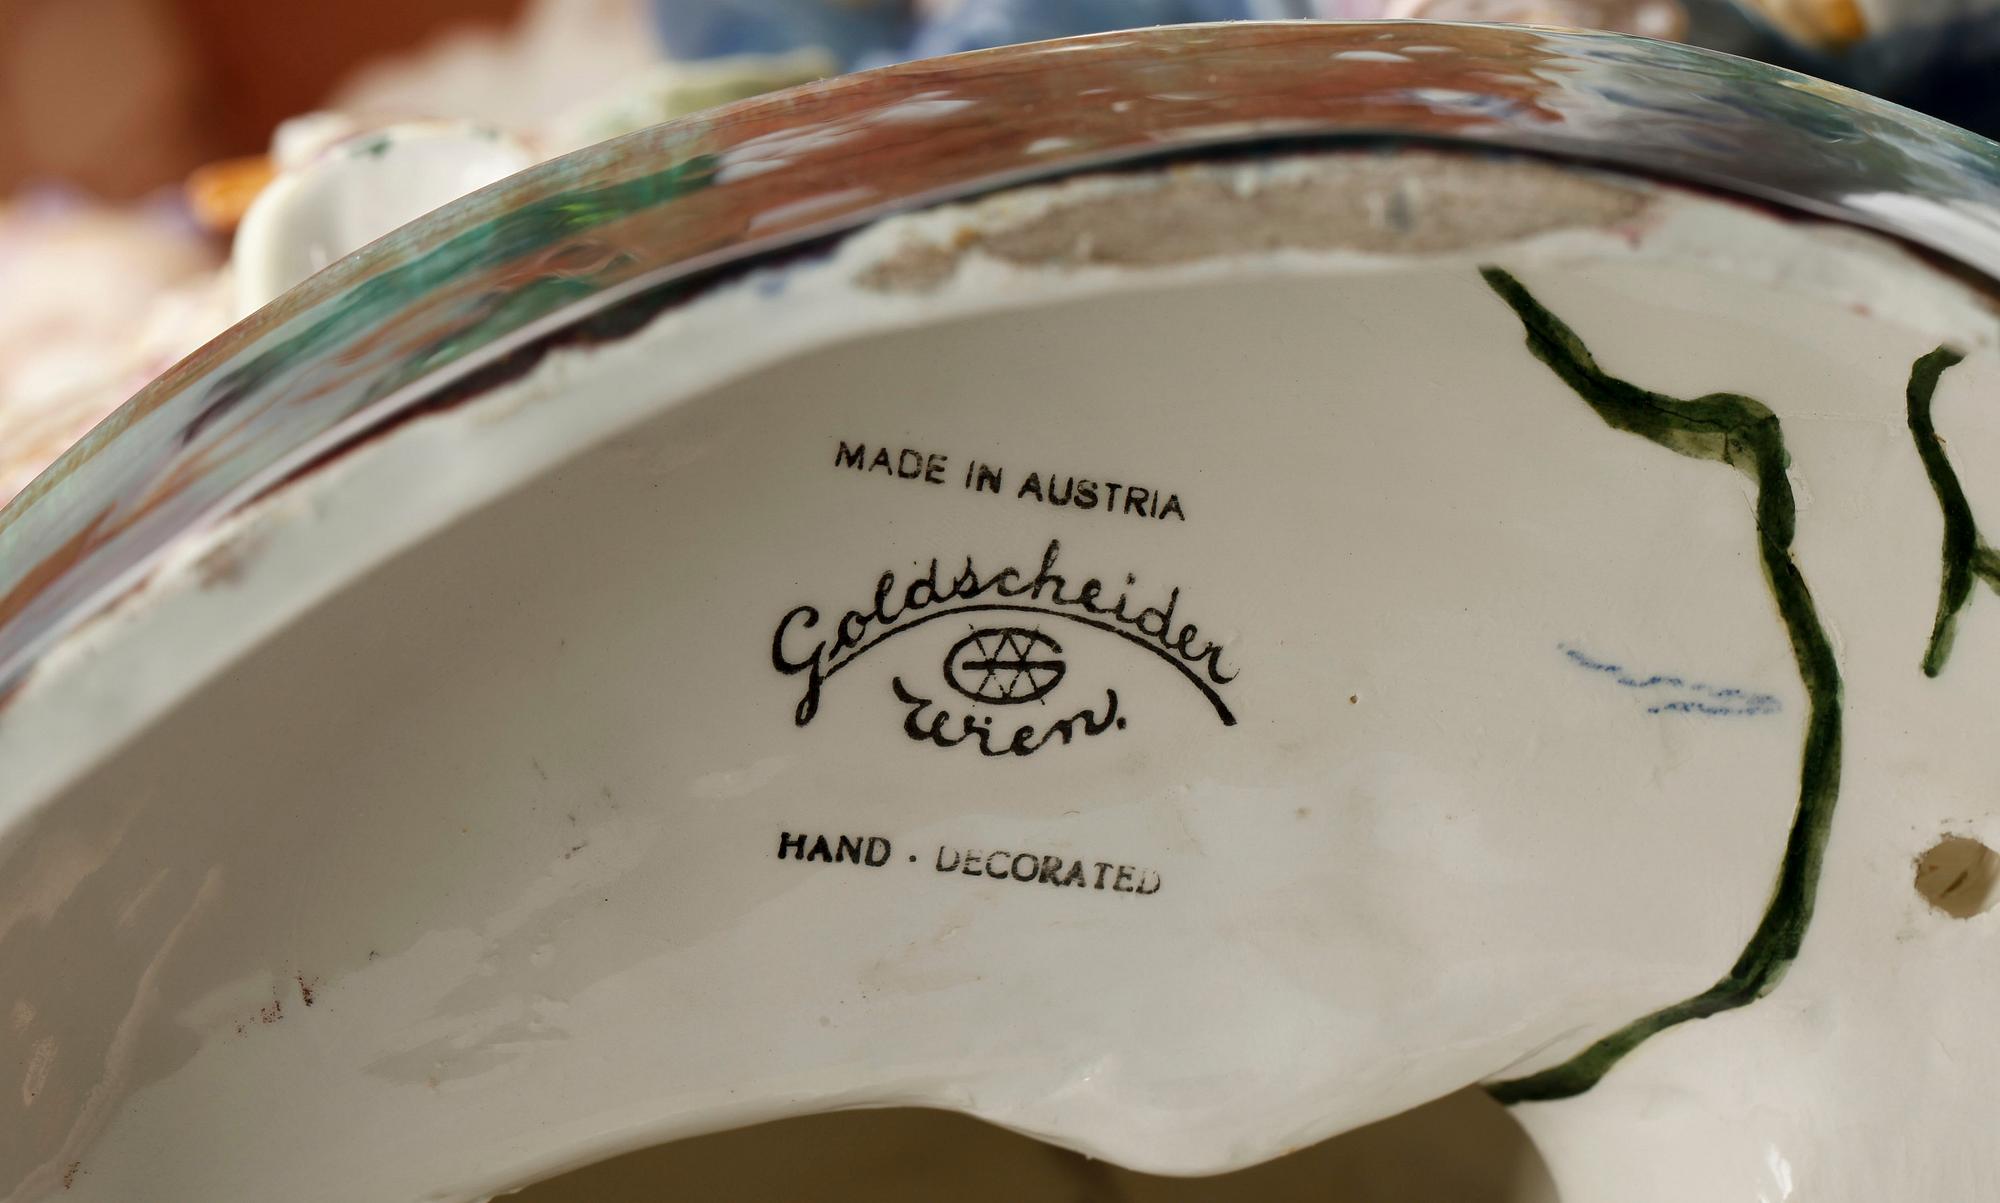 MADE IN AUSTRIA
Goldscheider
G
Wien.
HAND · DECORATED